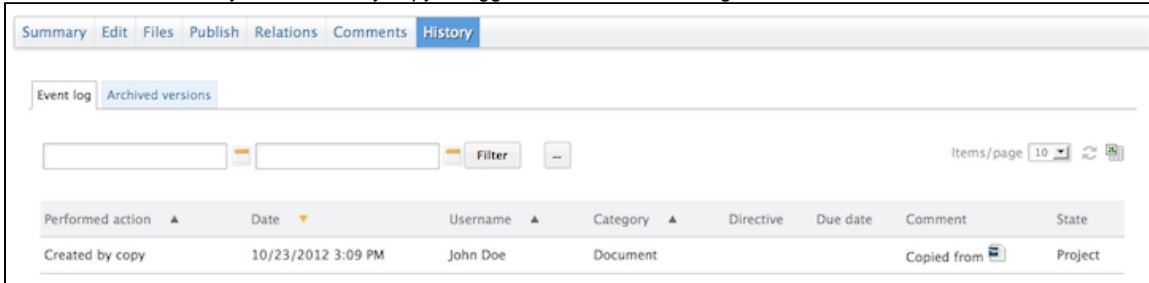 Summary Edit Files Publish Relations Comments History
Event log Archived versions
Filter -- Items/page 10
Performed action Date Username Category Directive Due date Comment State
Created by copy 10/23/2012 3:09 PM John Doe Document Copied from Project